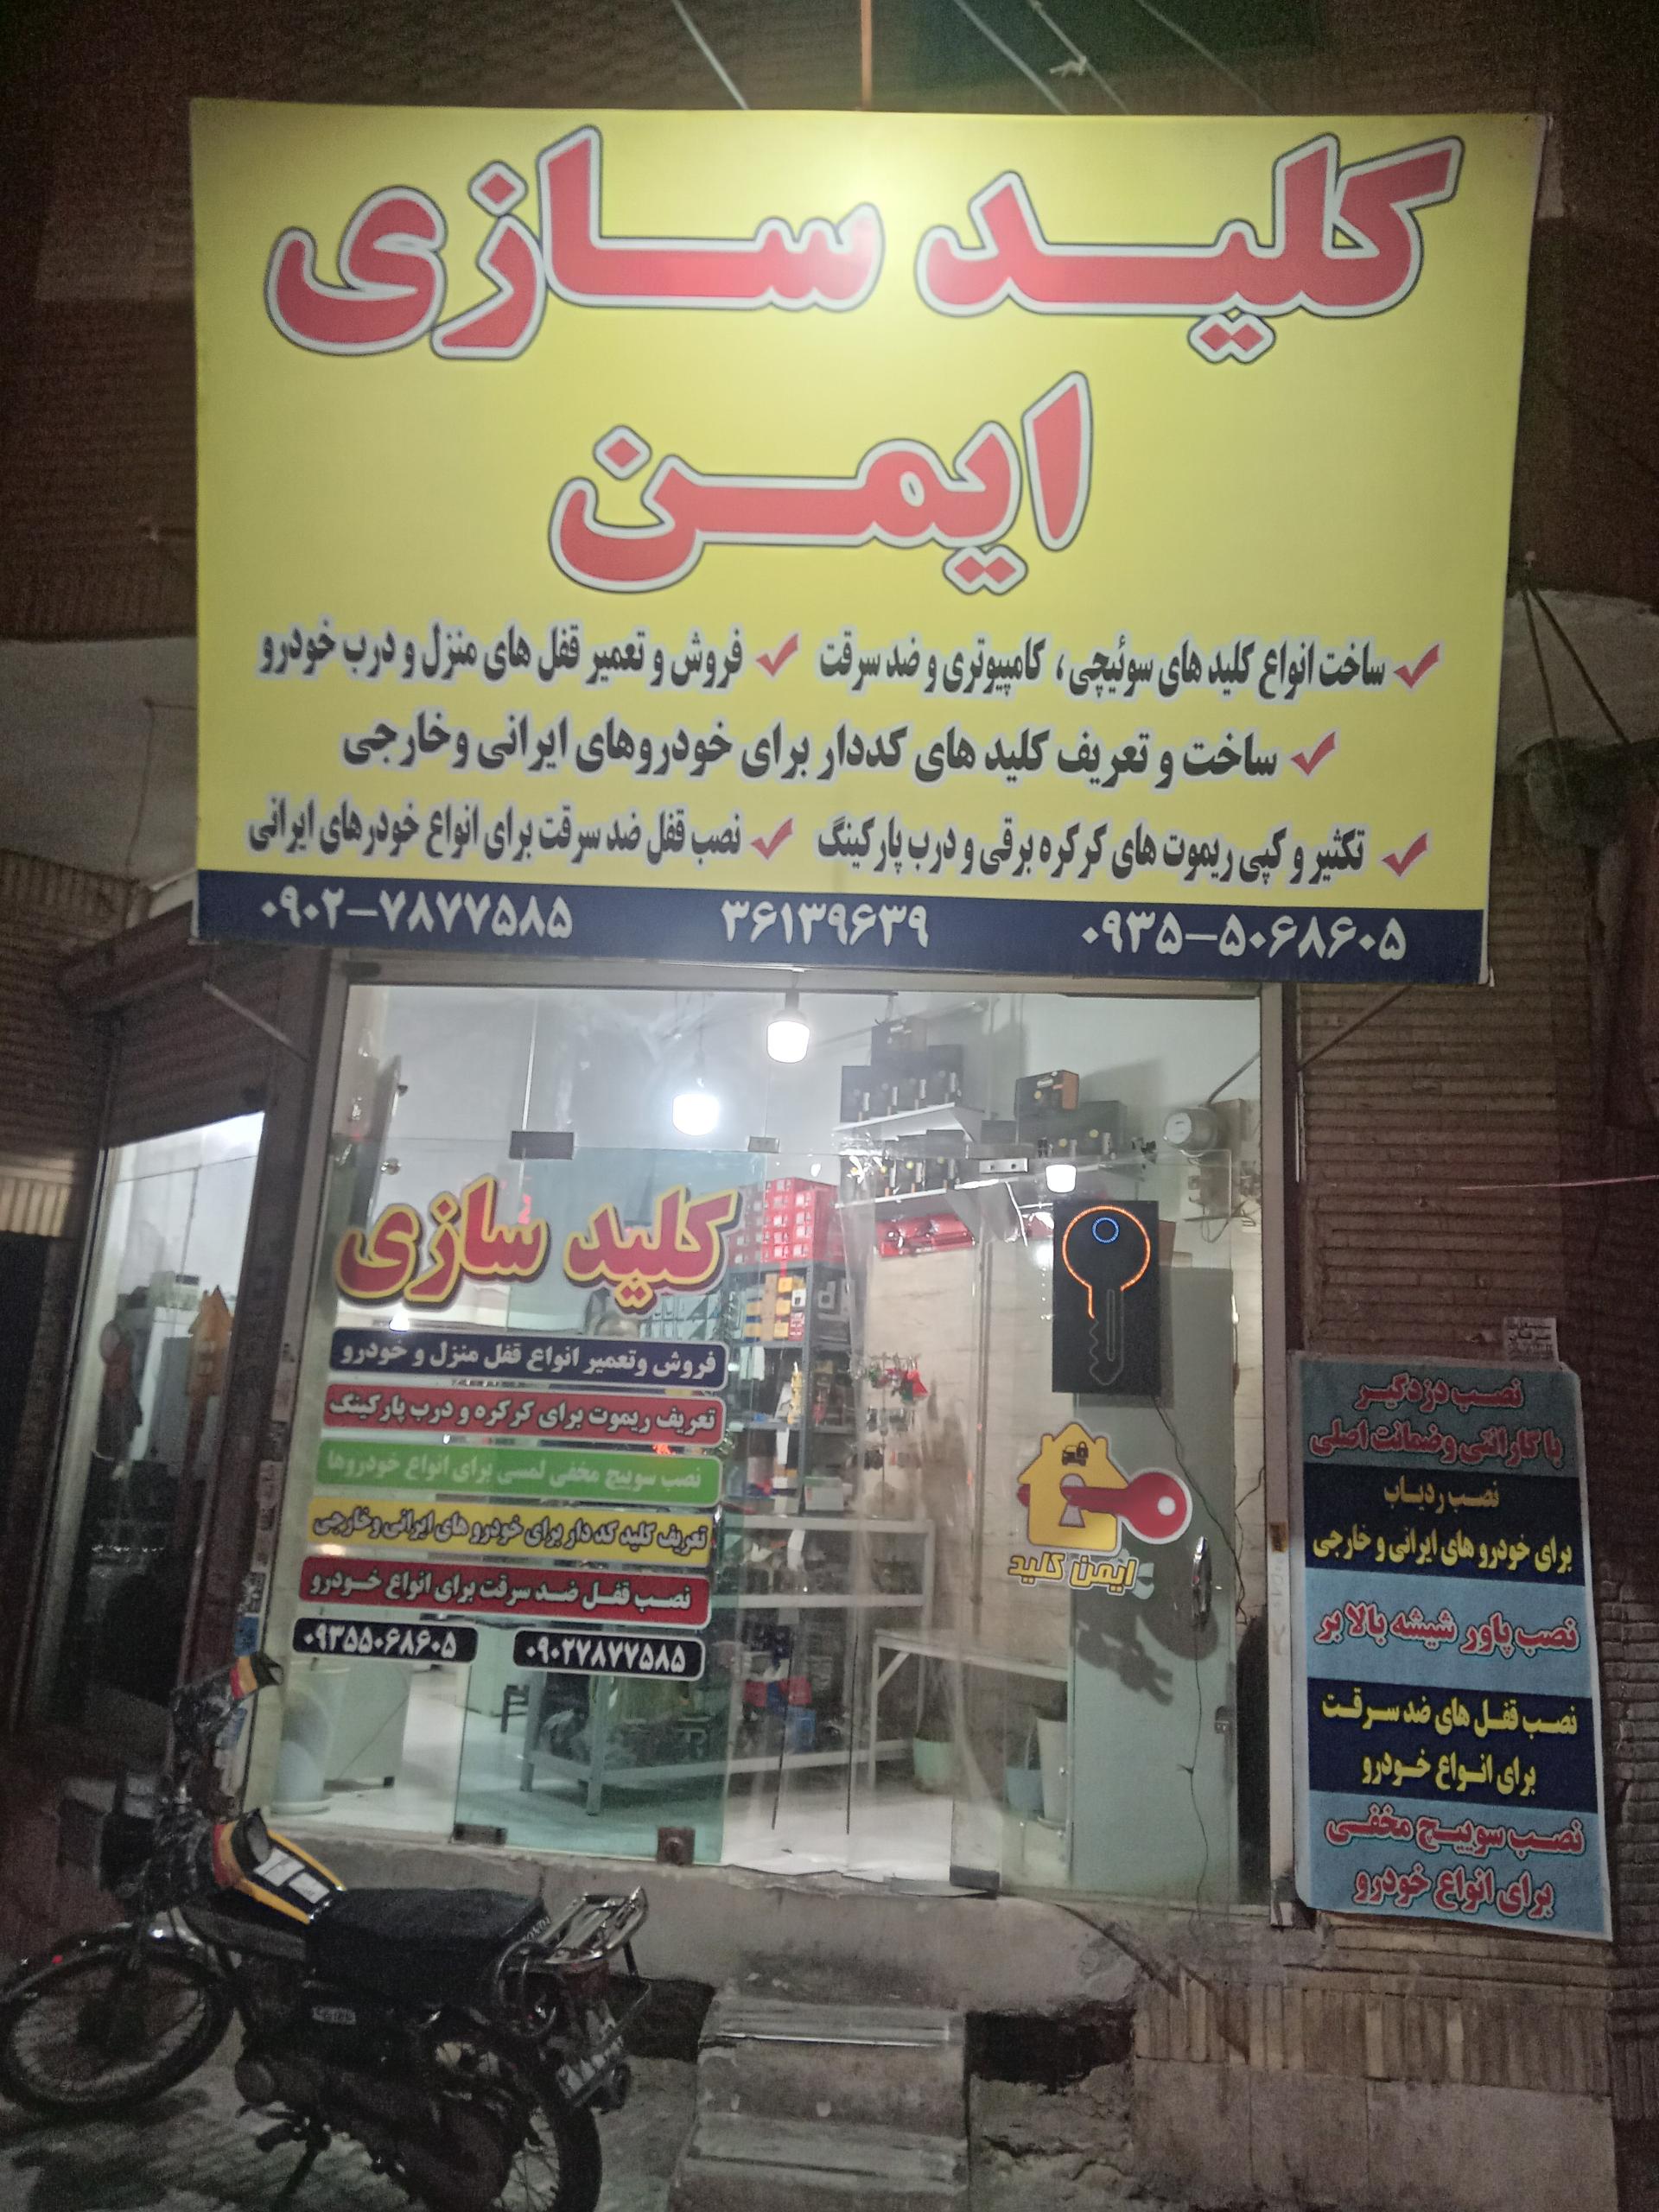 کلید سازی
ایمن
ساخت انواع کلید های سوئیچی، کامپیوتری و ضد سرقت فروش و تعمیر قفل های منزل و درب خودرو
ساخت و تعریف کلید های کددار برای خودروهای ایرانی وخارجی
تکثیر و کپی ریموت های کرکره برقی و درب پارکینگ نصب قفل ضد سرقت برای انواع خودرهای ایرانی
۰۹۳۵-۵۰۶۸۶۰۵ ۳۶۱۳۹۶۳۹ ۰۹۰۲-۷۸۷۷۵۸۵
کلید سازی
فروش وتعمیر انواع قفل منزل و خودرو
تعریف ریموت برای کرکره و درب پارکینگ
نصب سوییچ مخفی لمسی برای انواع خودروها
تعریف کلید کد دار برای خودرو های ایرانی وخارجی
نصب قفل ضد سرقت برای انواع خودرو
۰۹۰۲۷۸۷۷۵۸۵ ۰۹۳۵۵۰۶۸۶۰۵
ایمن کلید
نصب دزدگیر
با گارانتی وضمانت اصلی
نصب ردیاب
برای خودرو های ایرانی و خارجی
نصب پاور شیشه بالا بر
نصب قفل های ضد سرقت
برای انواع خودرو
نصب سوییچ مخفی
برای انواع خودرو